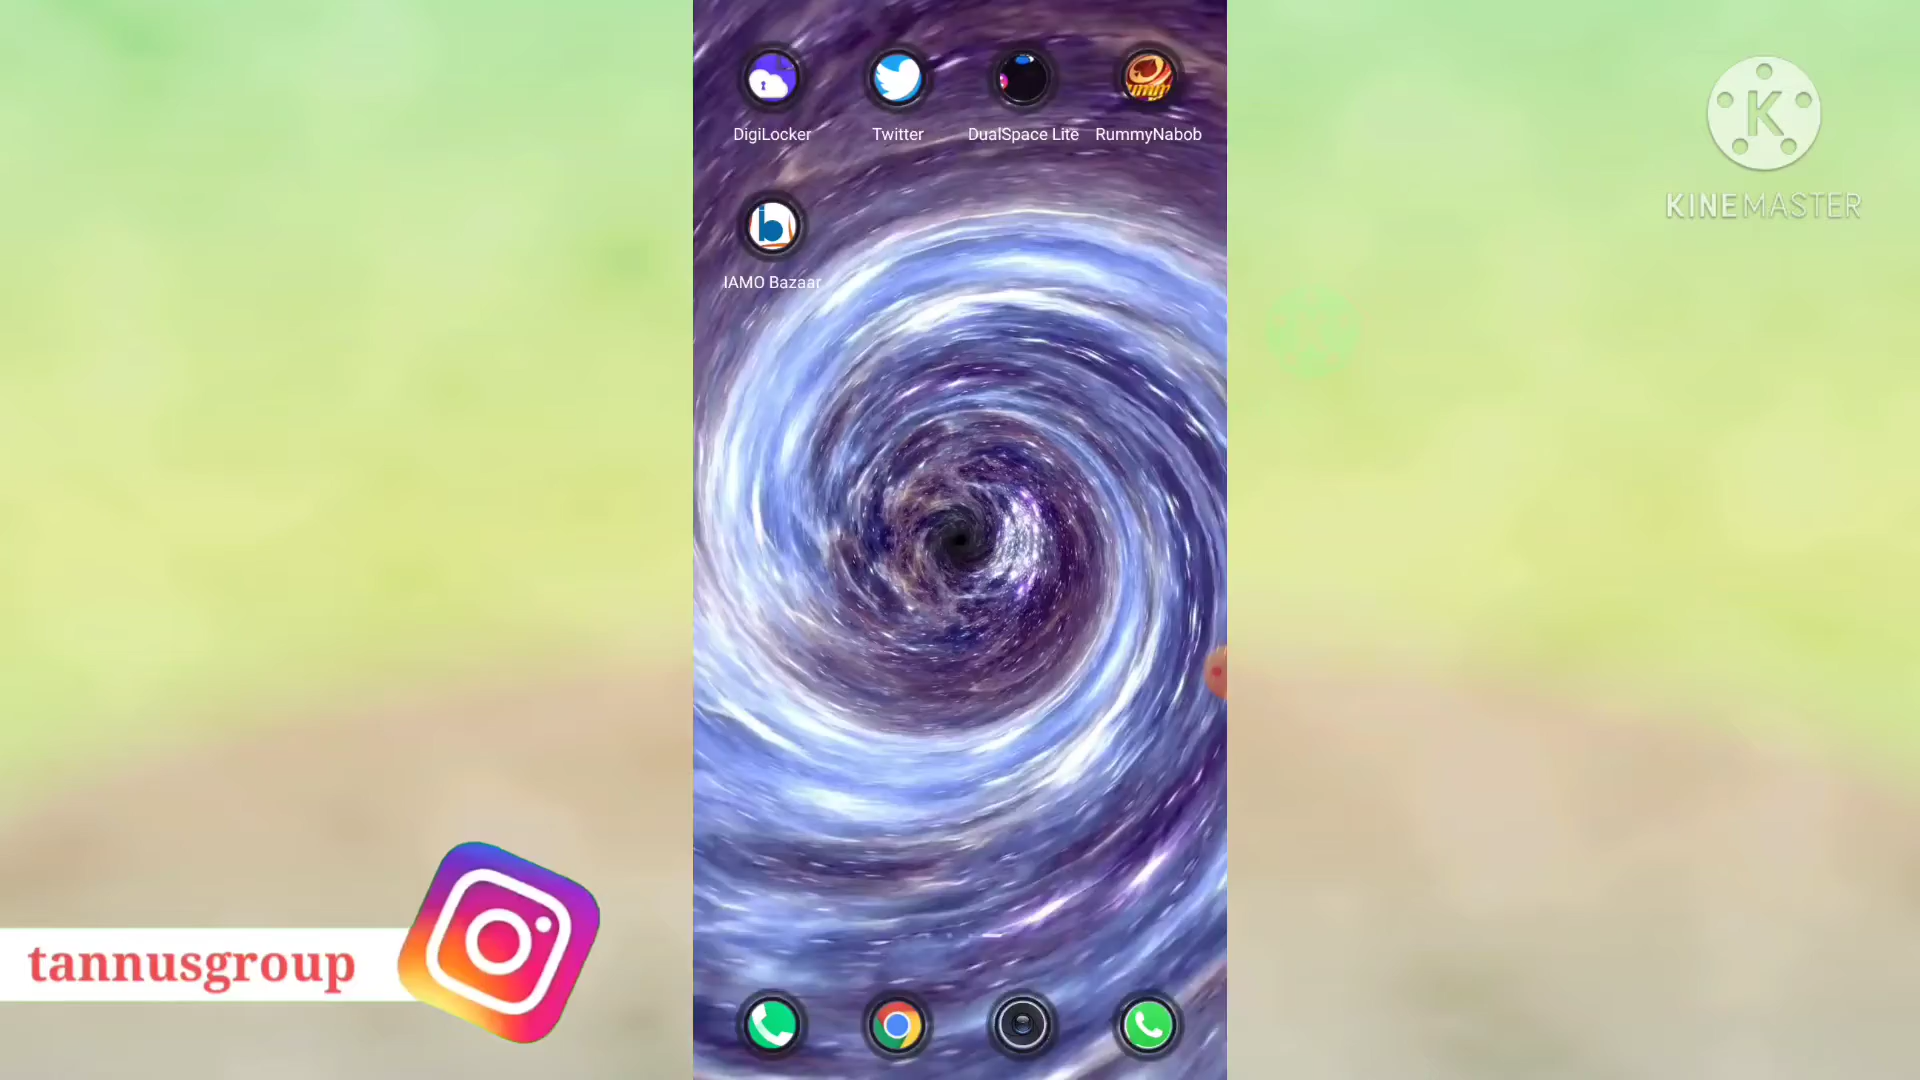 DigiLocker
Twitter
DualSpace Lite
RummyNabob
IAMO Bazaar
KINEMASTER
tannusgroup